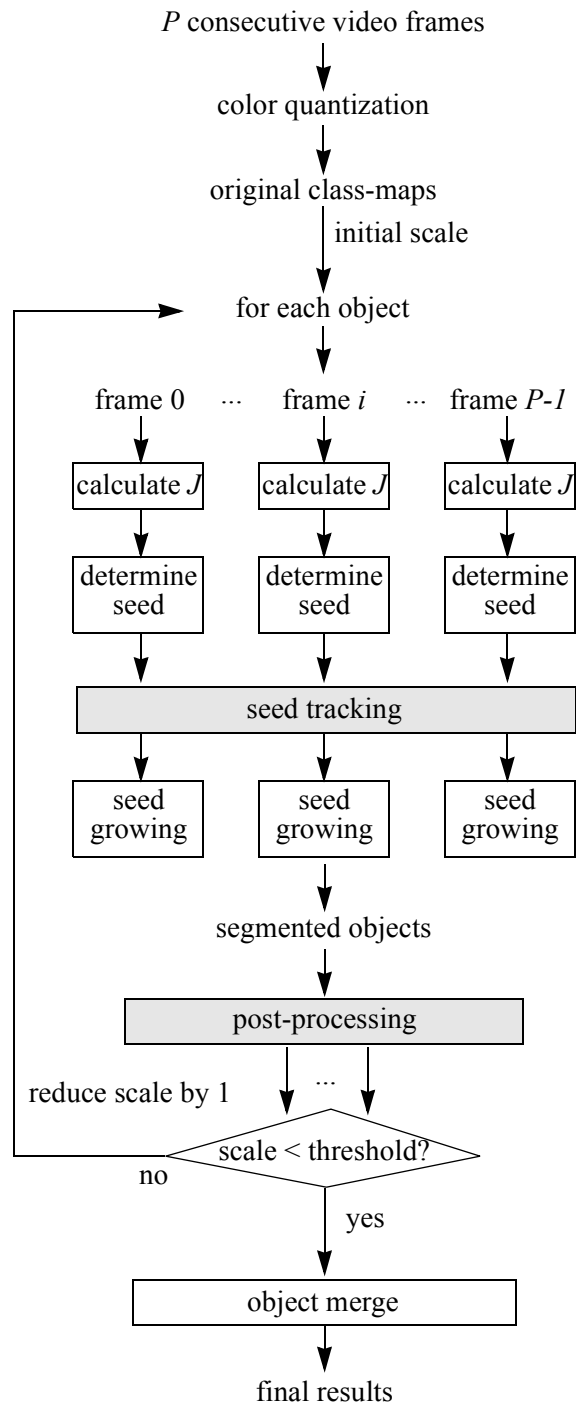 P consecutive video frames
color quantization
original class-maps
initial scale
for each object
frame 0 ... frame i ... frame P-1
calculate J calculate J calculate J
determine determine determine
seed seed seed
seed tracking
seed seed seed
growing growing growing
segmented objects
post-processing
...
reduce scale by 1
scale < threshold?
no
yes
object merge
final results